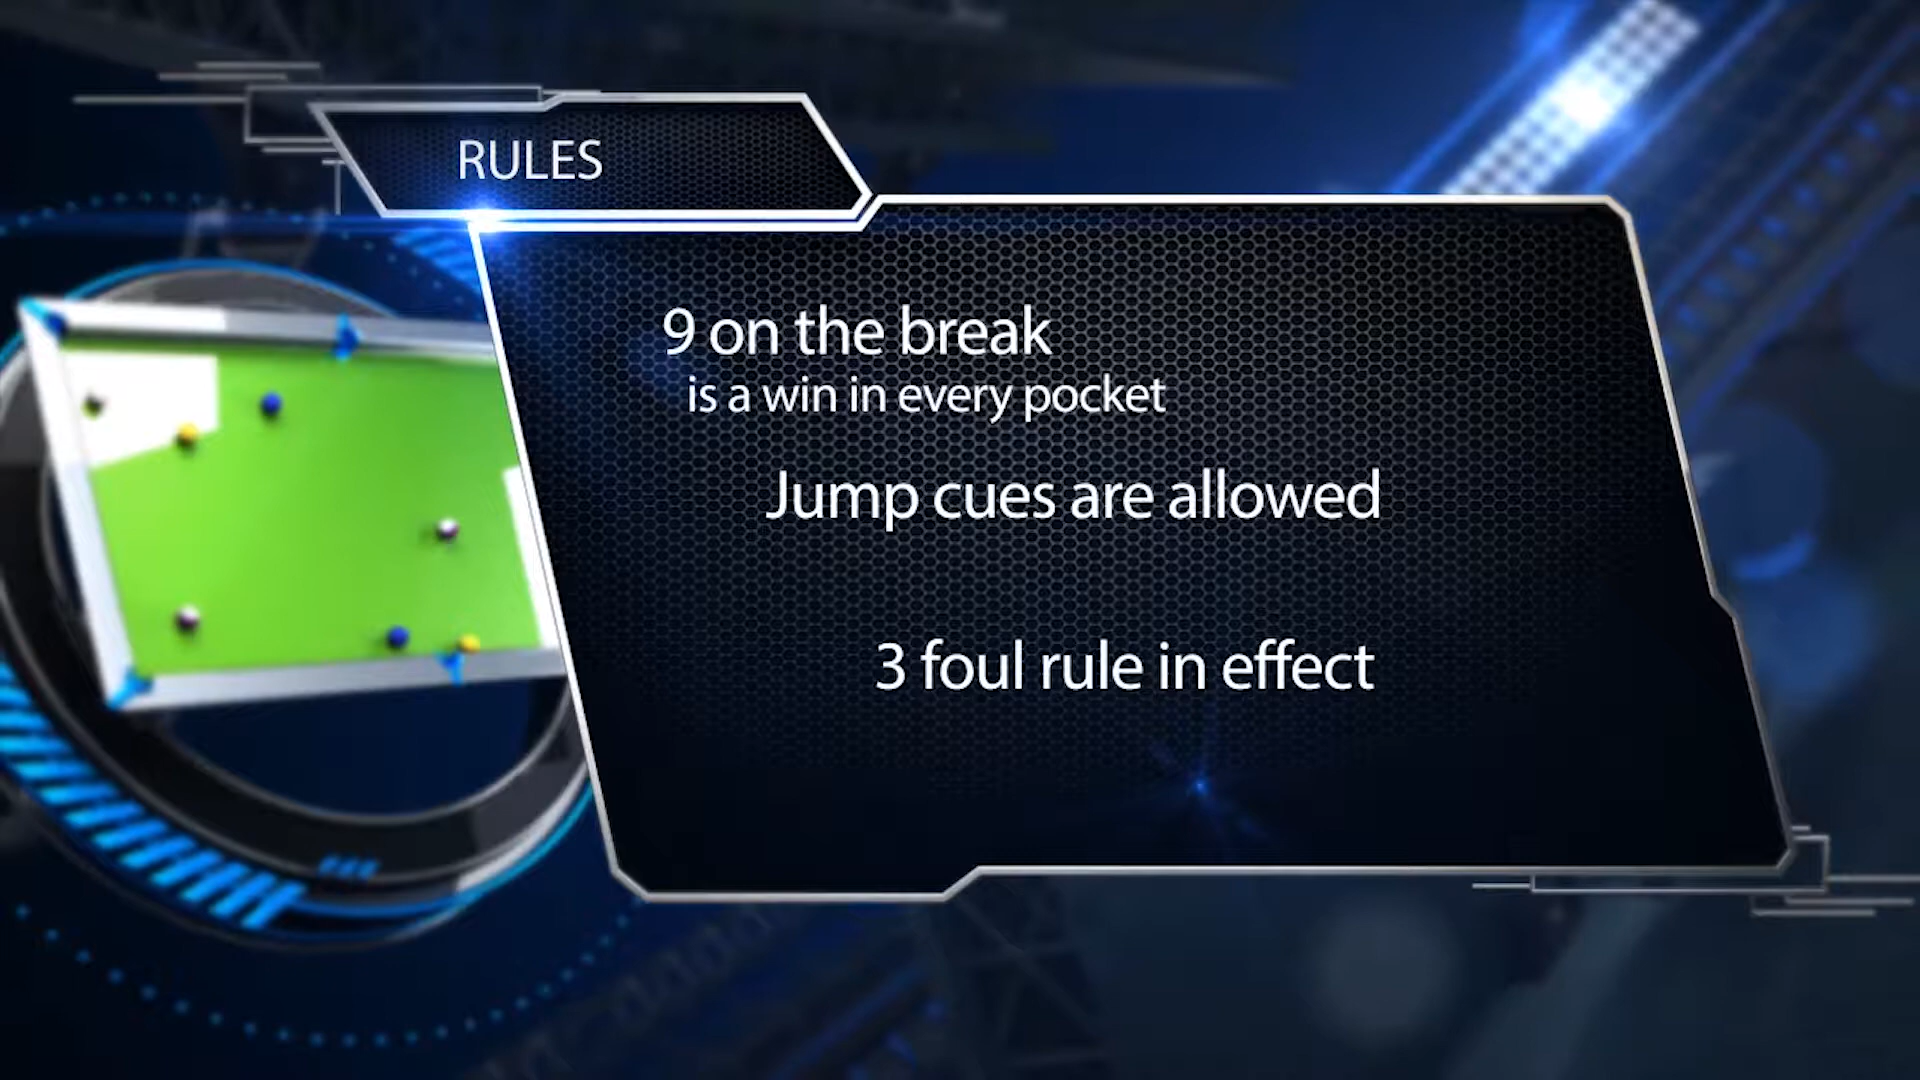 RULES
9 on the break
is a win in every pocket
Jump cues are allowed
3 foul rule in effect